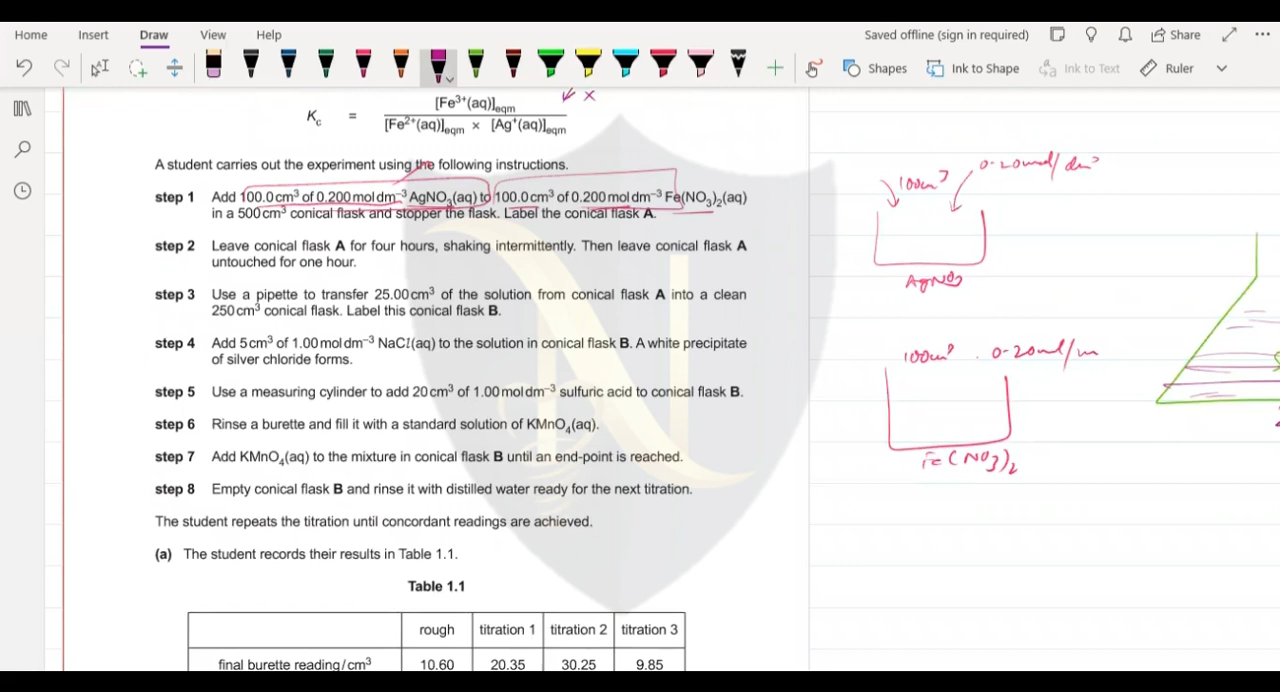 Home Insert Draw View Help Saved offline (sign in required) Share
Shapes Ink to Shape Ink to Text Ruler
Kc = [Fe³⁺(aq)]eqm x
[Fe²⁺(aq)]eqm × [Ag⁺(aq)]eqm
A student carries out the experiment using the following instructions.
step 1 Add 100.0 cm³ of 0.200 mol dm⁻³ AgNO₃(aq) to 100.0 cm³ of 0.200 mol dm⁻³ Fe(NO₃)₂(aq)
in a 500 cm³ conical flask and stopper the flask. Label the conical flask A.
step 2 Leave conical flask A for four hours, shaking intermittently. Then leave conical flask A
untouched for one hour.
step 3 Use a pipette to transfer 25.00 cm³ of the solution from conical flask A into a clean
250 cm³ conical flask. Label this conical flask B.
step 4 Add 5 cm³ of 1.00 mol dm⁻³ NaCl(aq) to the solution in conical flask B. A white precipitate
of silver chloride forms.
step 5 Use a measuring cylinder to add 20 cm³ of 1.00 mol dm⁻³ sulfuric acid to conical flask B.
step 6 Rinse a burette and fill it with a standard solution of KMnO₄(aq).
step 7 Add KMnO₄(aq) to the mixture in conical flask B until an end-point is reached.
step 8 Empty conical flask B and rinse it with distilled water ready for the next titration.
The student repeats the titration until concordant readings are achieved.
(a) The student records their results in Table 1.1.
Table 1.1
rough titration 1 titration 2 titration 3
final burette reading/cm³ 10.60 20.35 30.25 9.85
100cm³ 0.20mol/dm³
AgNO3
100cm³ 0.20mol/m
Fe(NO3)2